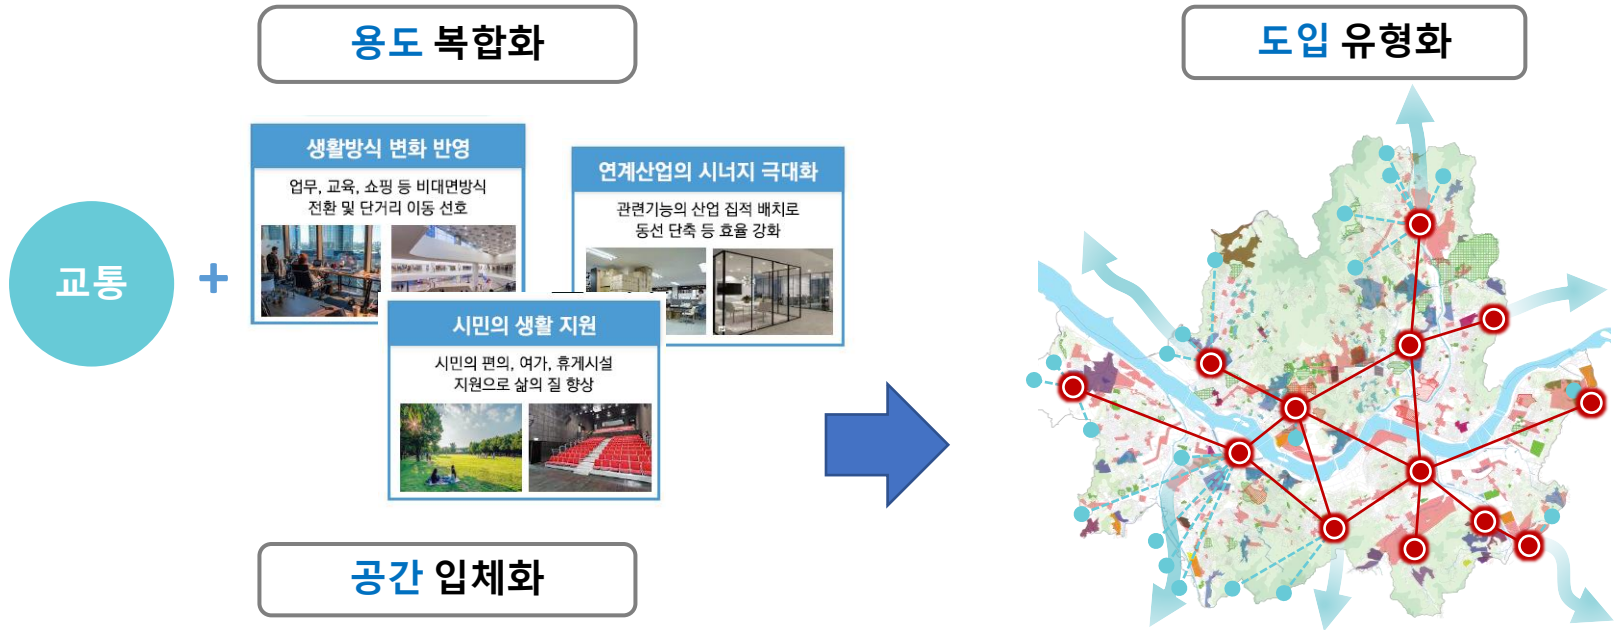 용도 복합화
도입 유형화
생활방식 변화 반영
업무, 교육, 쇼핑 등 비대면방식
전환 및 단거리 이동 선호
연계산업의 시너지 극대화
관련기능의 산업 집적 배치로
동선 단축 등 효율 강화
교통
+
시민의 생활 지원
시민의 편의, 여가, 휴게시설
지원으로 삶의 질 향상
공간 입체화